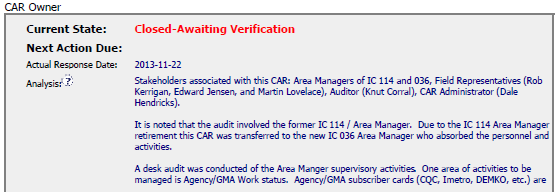 CAR Owner
Current State: Closed-Awaiting Verification
Next Action Due:
Actual Response Date: 2013-11-22
Analysis: ? Stakeholders associated with this CAR: Area Managers of IC 114 and 036, Field Representatives (Rob
Kerrigan, Edward Jensen, and Martin Lovelace), Auditor (Knut Corral), CAR Administrator (Dale
Hendricks).
It is noted that the audit involved the former IC 114 / Area Manager. Due to the IC 114 Area Manager
retirement this CAR was transferred to the new IC 036 Area Manager who absorbed the personnel and
activities.
A desk audit was conducted of the Area Manger supervisory activities. One area of activities to be
managed is Agency/GMA Work status. Agency/GMA subscriber cards (CQC, Imetro, DEMKO, etc.) are